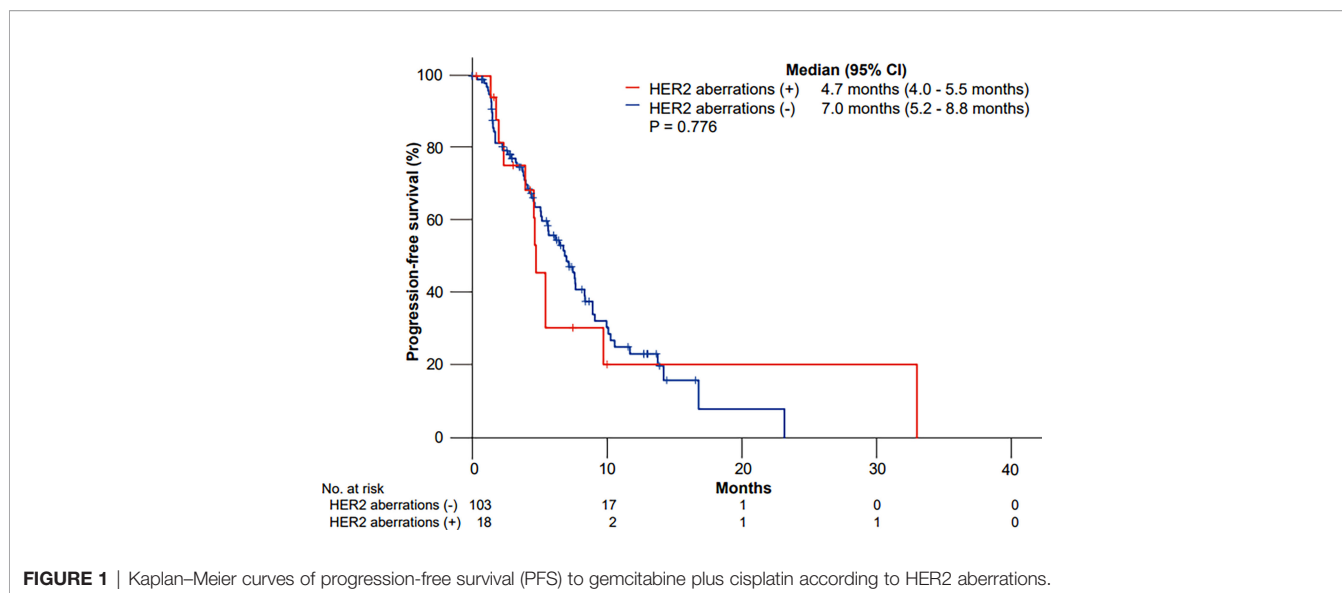 Median (95% CI)
HER2 aberrations (+) 4.7 months (4.0 - 5.5 months)
HER2 aberrations (-) 7.0 months (5.2 - 8.8 months)
P = 0.776
Progression-free survival (%)
100
80
60
40
20
0
0 10 20 30 40
Months
No. at risk
HER2 aberrations (-) 103 17 1 0 0
HER2 aberrations (+) 18 2 1 1 0
FIGURE 1 | Kaplan–Meier curves of progression-free survival (PFS) to gemcitabine plus cisplatin according to HER2 aberrations.